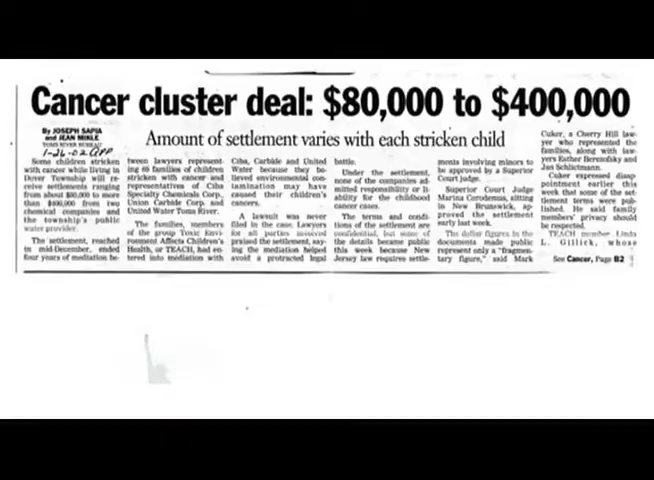 Cancer cluster deal: $80,000 to $400,000
Amount of settlement varies with each stricken child
By JOSEPH SAPIA
and JEAN MIKLE
TOMS RIVER BUREAU
1-26-02 APP
Some children stricken
with cancer while living in
Dover Township will re-
ceive settlements ranging
from about $80,000 to more
than $400,000 from two
chemical companies and
the township's public
water provider.
The settlement, reached
in mid-December, ended
four years of mediation be-
tween lawyers represent-
ing 69 families of children
stricken with cancer and
representatives of Ciba
Specialty Chemicals Corp.,
Union Carbide Corp. and
United Water Toms River.
The families, members
of the group Toxic Envi-
ronment Affects Children's
Health, or TEACH, had en-
tered into mediation with
Ciba, Carbide and United
Water because they be-
lieved environmental con-
tamination may have
caused their children's
cancers.
A lawsuit was never
filed in the case. Lawyers
for all parties involved
praised the settlement, say-
ing the mediation helped
avoid a protracted legal
battle.
Under the settlement,
none of the companies ad-
mitted responsibility or li-
ability for the childhood
cancer cases.
The terms and condi-
tions of the settlement are
confidential, but some of
the details became public
this week because New
Jersey law requires settle-
ments involving minors to
be approved by a Superior
Court judge.
Superior Court Judge
Marina Corodemus, sitting
in New Brunswick, ap-
proved the settlement
early last week.
The dollar figures in the
documents made public
represent only a "fragmen-
tary figure," said Mark
Cuker, a Cherry Hill law-
yer who represented the
families, along with law-
yers Esther Berezofsky and
Jan Schlictmann.
Cuker expressed disap-
pointment earlier this
week that some of the set-
tlement terms were pub-
lished. He said family
members' privacy should
be respected.
TEACH member Linda
L. Gillick, whose
See Cancer, Page B2